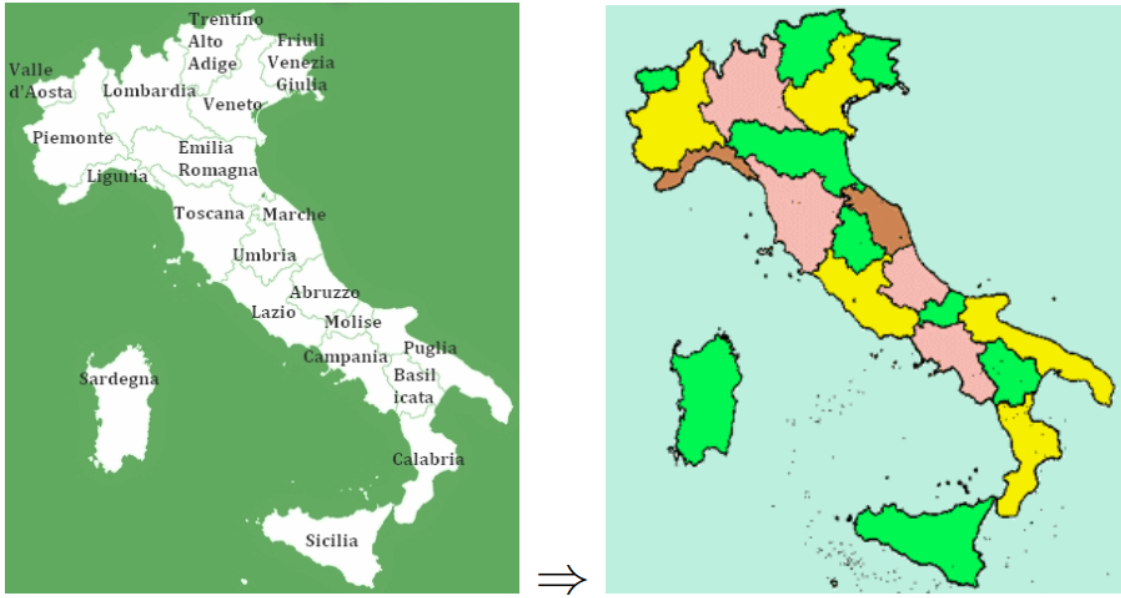 Trentino
Alto
Adige
Friuli
Venezia
Giulia
Valle
d'Aosta
Lombardia
Veneto
Piemonte
Emilia
Romagna
Liguria
Toscana
Marche
Umbria
Abruzzo
Lazio
Molise
Campania
Puglia
Basil
icata
Sardegna
Calabria
Sicilia
⇒